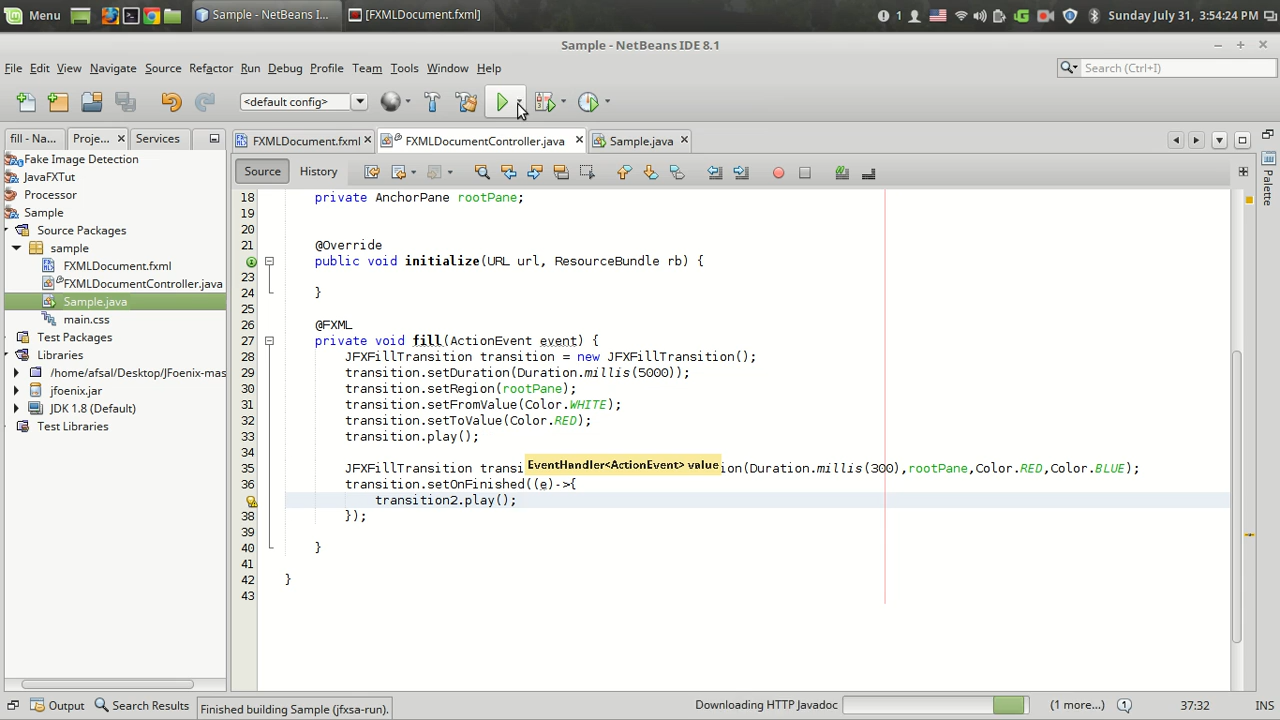 Menu
Sample - NetBeans I...
[FXMLDocument.fxml]
1
Sunday July 31, 3:54:24 PM
Sample - NetBeans IDE 8.1
File Edit View Navigate Source Refactor Run Debug Profile Team Tools Window Help
Search (Ctrl+I)
<default config>
fill - Na... Proje... Services
FXMLDocument.fxml FXMLDocumentController.java Sample.java
Source History
Palette
Fake Image Detection
JavaFXTut
Processor
Sample
Source Packages
sample
FXMLDocument.fxml
FXMLDocumentController.java
Sample.java
main.css
Test Packages
Libraries
/home/afsal/Desktop/JFoenix-mas
jfoenix.jar
JDK 1.8 (Default)
Test Libraries
18 private AnchorPane rootPane;
19
20
21 @Override
22 public void initialize(URL url, ResourceBundle rb) {
23
24 }
25
26 @FXML
27 private void fill(ActionEvent event) {
28 JFXFillTransition transition = new JFXFillTransition();
29 transition.setDuration(Duration.millis(5000));
30 transition.setRegion(rootPane);
31 transition.setFromValue(Color.WHITE);
32 transition.setToValue(Color.RED);
33 transition.play();
34
EventHandler<ActionEvent> value
35 JFXFillTransition transi ion(Duration.millis(300),rootPane,Color.RED,Color.BLUE);
36 transition.setOnFinished((e)->{
transition2.play();
38 });
39
40 }
41
42 }
43
Output Search Results Finished building Sample (jfxsa-run). Downloading HTTP Javadoc (1 more...) 1 37:32 INS